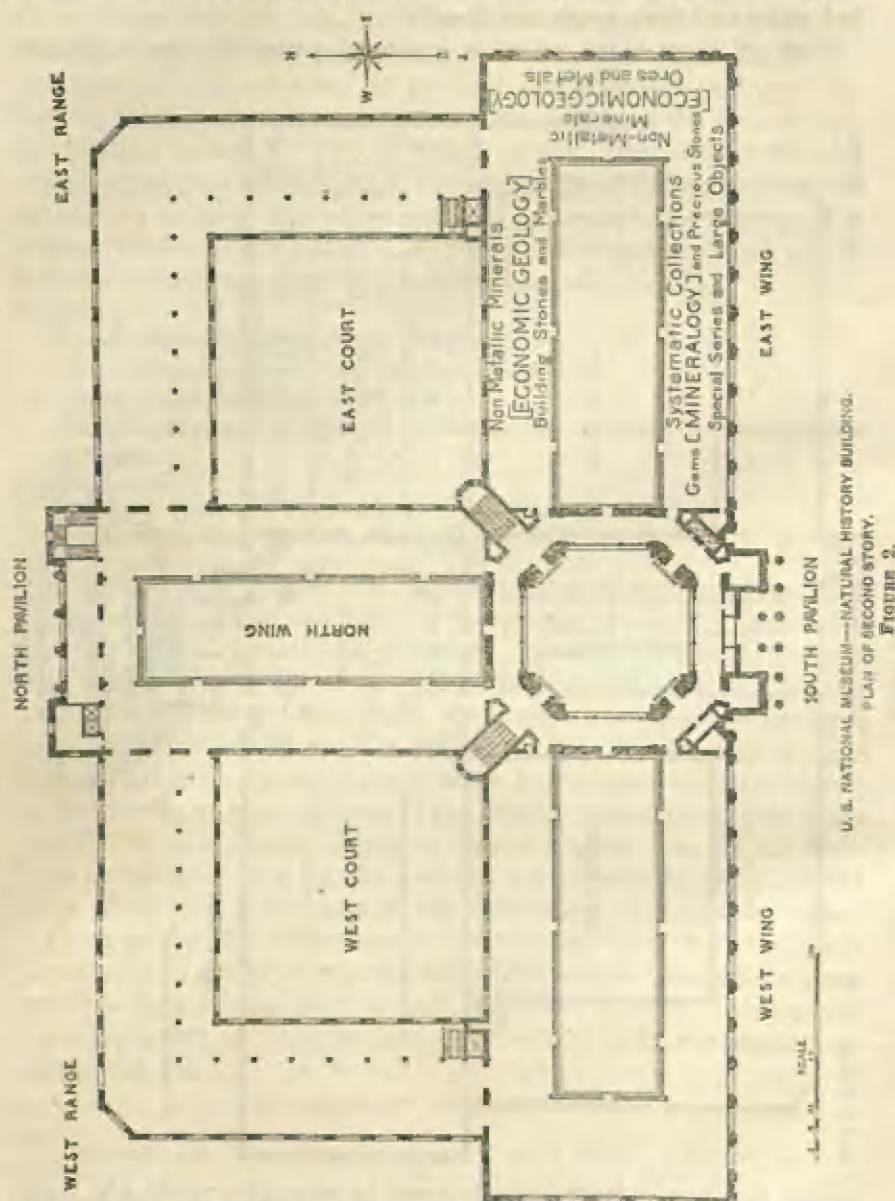 NORTH PAVILION
EAST RANGE
N
E
W
WEST RANGE
EAST COURT
NORTH WING
WEST COURT
Ores and Metals
[ECONOMIC GEOLOGY]
Non-Metallic
Minerals
Non Metallic Minerals
[ECONOMIC GEOLOGY]
Building Stones and Marbles
Systematic Collections
Gems [MINERALOGY] and Precious Stones
Special Series and Large Objects
EAST WING
SOUTH PAVILION
WEST WING
SCALE
U. S. NATIONAL MUSEUM—NATURAL HISTORY BUILDING.
PLAN OF SECOND STORY.
FIGURE 2.